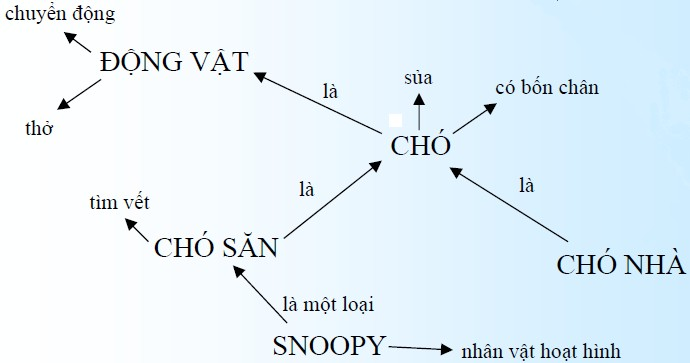 chuyển động
ĐỘNG VẬT
là
sủa
có bốn chân
thở
CHÓ
là
là
tìm vết
CHÓ SĂN
CHÓ NHÀ
là một loại
SNOOPY
nhân vật hoạt hình